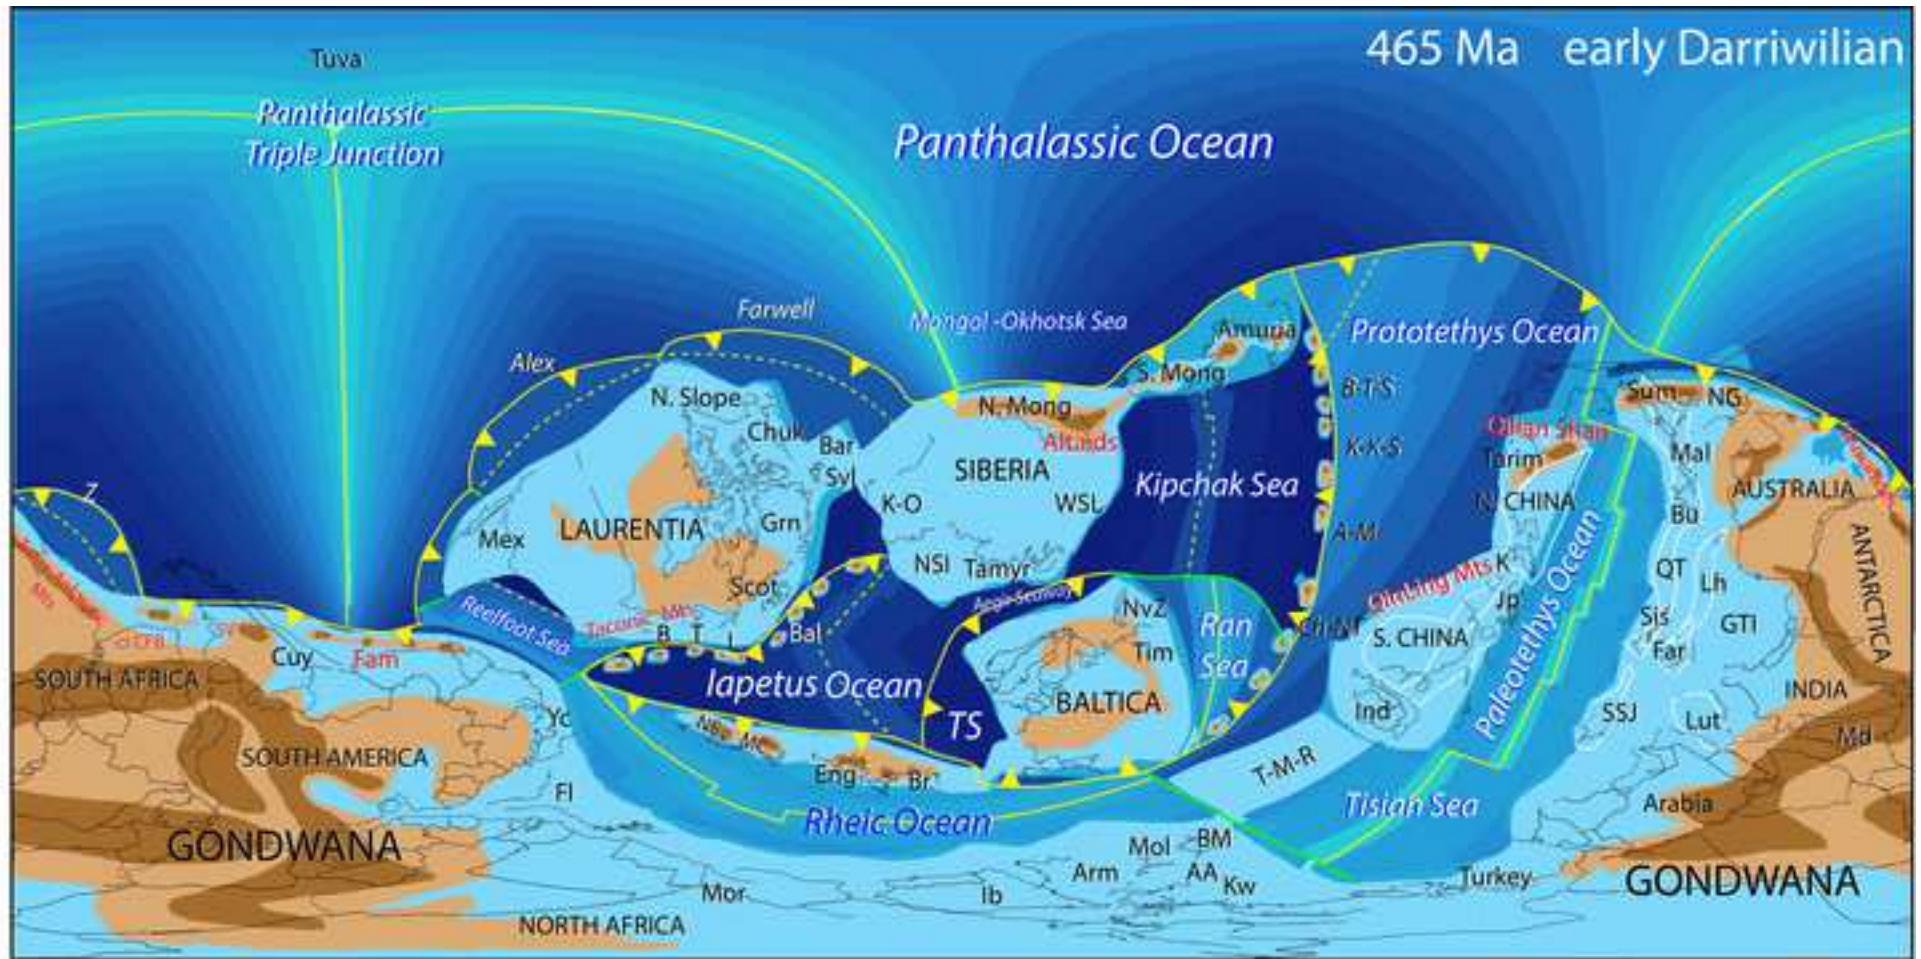 465 Ma early Darriwilian
Tuva
Panthalassic
Triple Junction
Panthalassic Ocean
Farwell
Mongol -Okhotsk Sea
Alex
Amuria
Prototethys Ocean
S. Mong
N. Slope
N. Mong
B-T-S
Sum
NG
Chuk
Bar
Altaids
Qilian Shan
K-K-S
Tarim
Mal
SIBERIA
Svl
Kipchak Sea
Z
K-O
WSL
N. CHINA
AUSTRALIA
Bu
LAURENTIA
Grn
Mex
A-M
ANTARCTICA
NSI
Tamyr
K
QT
Lh
Scot
Aegir Seaway
QinLing Mts
Jp
Paleotethys Ocean
Reelfoot Sea
Taconic Mts
NvZ
Ran
Sea
Sis
GTI
B
T
Bal
S. CHINA
Cuy
Fam
Tim
Far
SOUTH AFRICA
Iapetus Ocean
BALTICA
INDIA
Yc
TS
Ind
SSJ
Lut
Md
SOUTH AMERICA
MC
Eng
Br
T-M-R
Fl
Rheic Ocean
Tisian Sea
Arabia
GONDWANA
Mol
BM
Arm
AA
Kw
Turkey
GONDWANA
Mor
Ib
NORTH AFRICA